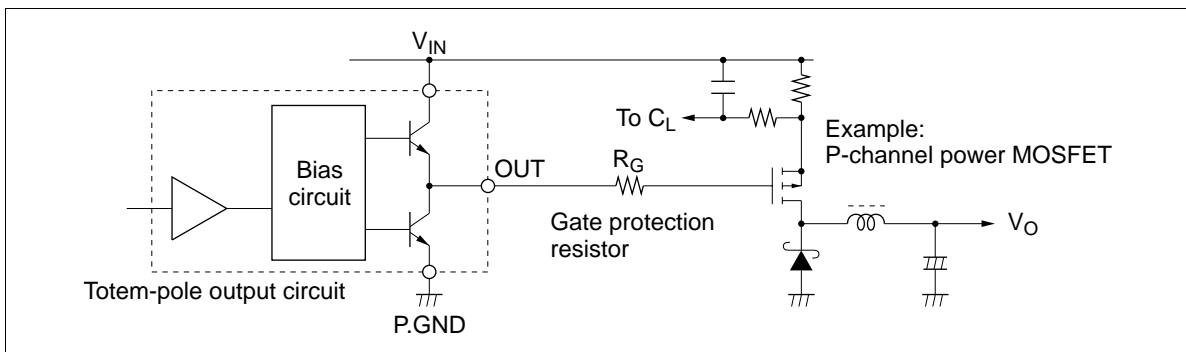 V_IN
To C_L
Example:
P-channel power MOSFET
Bias
circuit
OUT
R_G
Gate protection
resistor
V_O
Totem-pole output circuit
P.GND